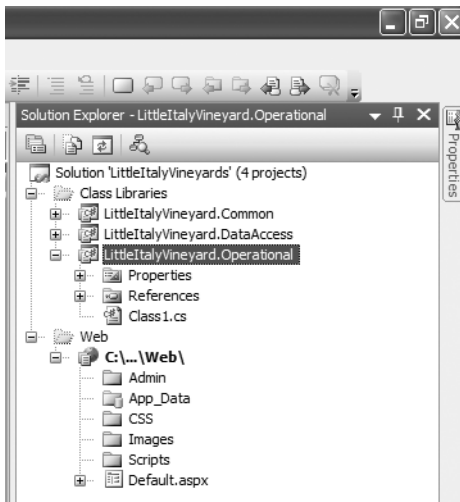 Solution Explorer - LittleItalyVineyard.Operational
Properties
Solution 'LittleItalyVineyards' (4 projects)
Class Libraries
LittleItalyVineyard.Common
LittleItalyVineyard.DataAccess
LittleItalyVineyard.Operational
Properties
References
Class1.cs
Web
C:\...\Web\
Admin
App_Data
CSS
Images
Scripts
Default.aspx